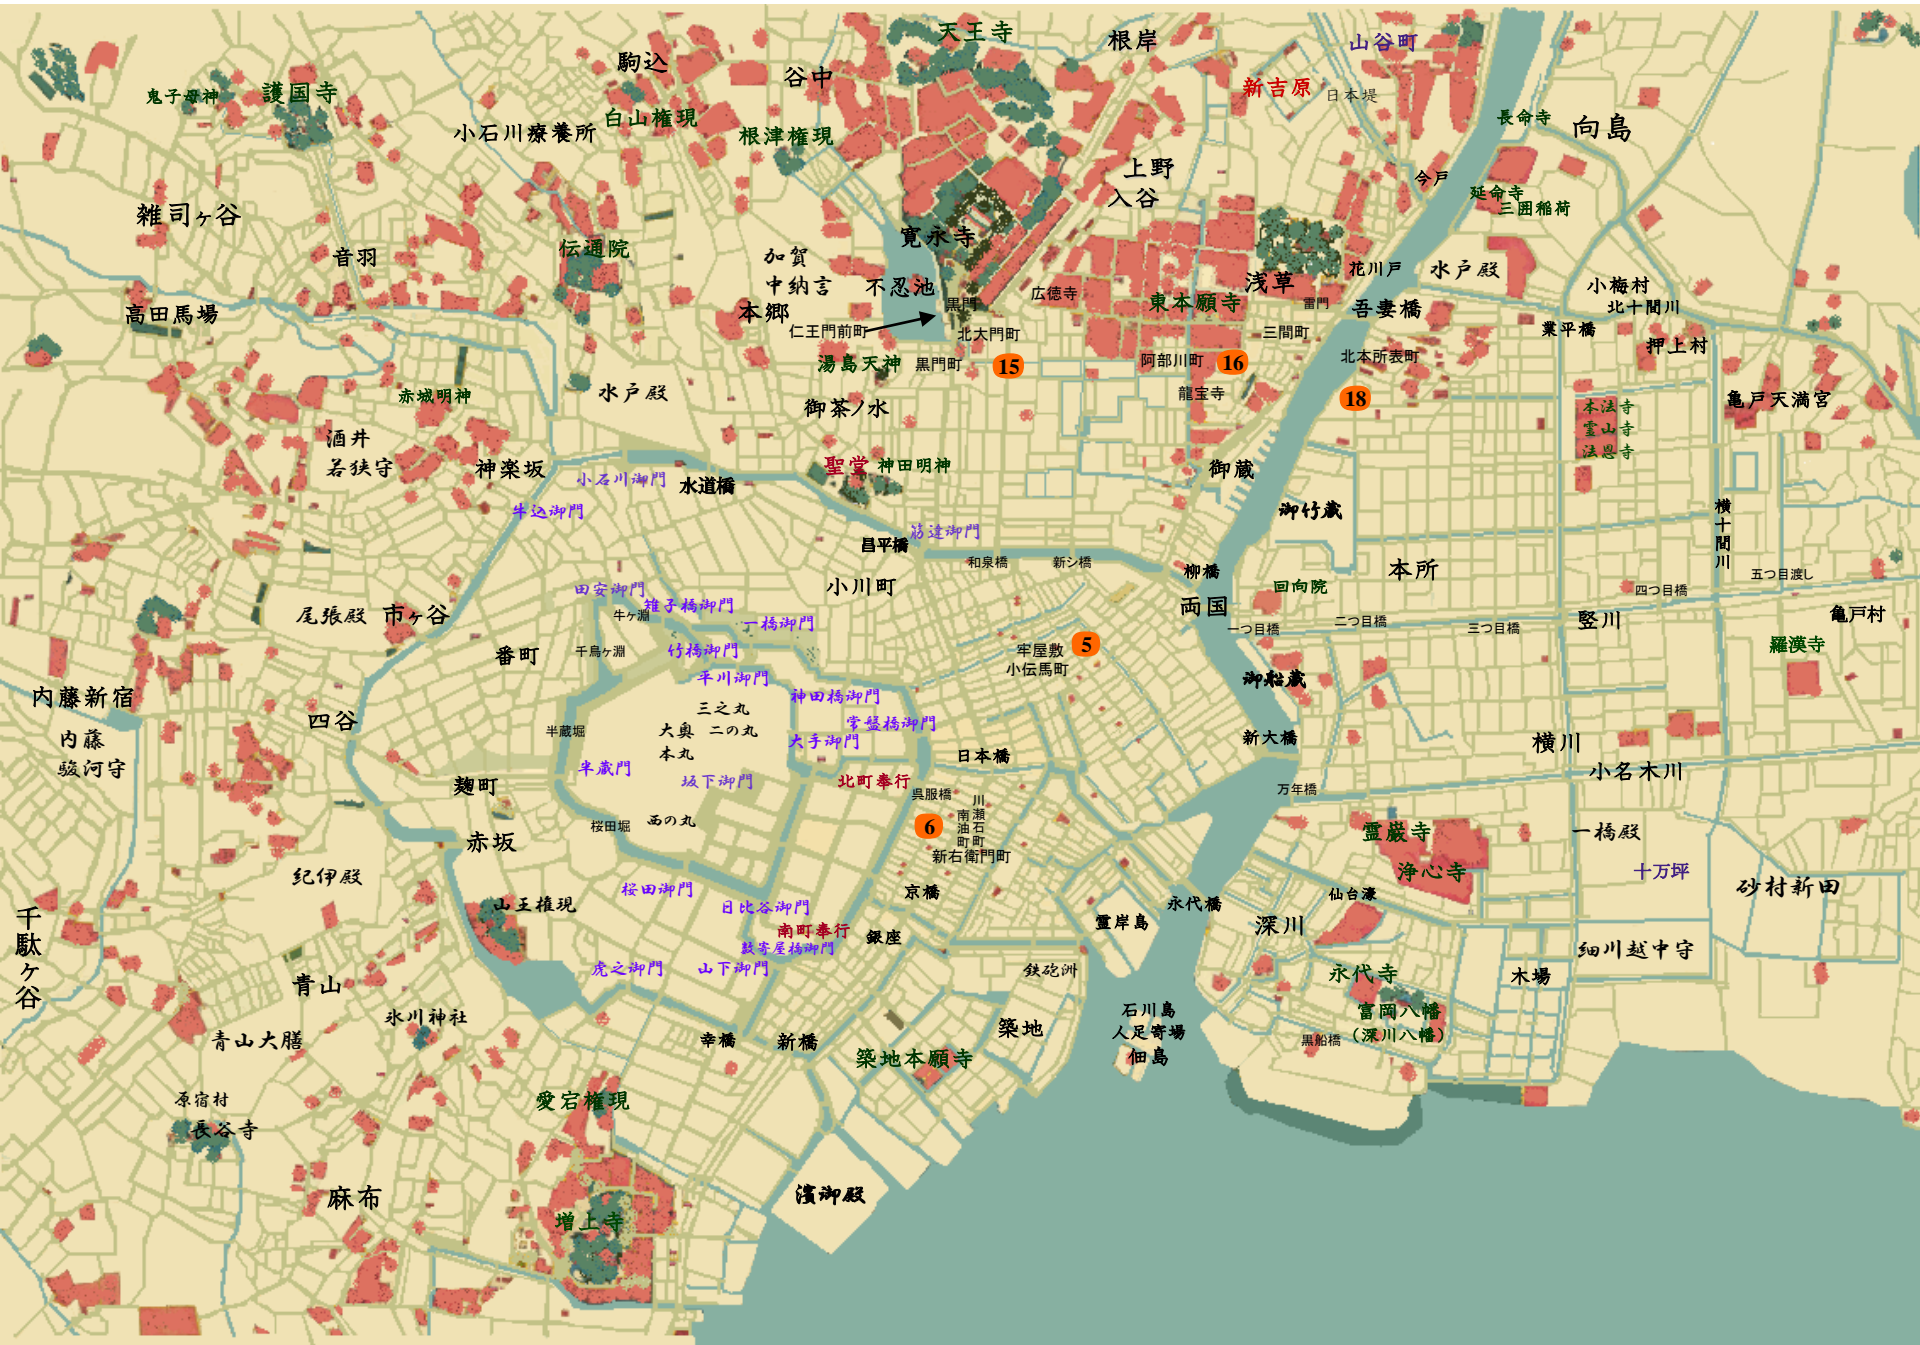 天王寺
根岸
山谷町
駒込
谷中
新吉原
日本堤
鬼子母神
護国寺
白山権現
小石川療養所
根津権現
長命寺
向島
上野
入谷
今戸
延命寺
三囲稲荷
雑司ヶ谷
音羽
伝通院
寛永寺
加賀
中納言
本郷
不忍池
黒門
広徳寺
東本願寺
浅草
雷門
花川戸
水戸殿
吾妻橋
小梅村
北十間川
業平橋
押上村
高田馬場
仁王門前町
北大門町
三間町
湯島天神
黒門町
15
阿部川町
16
北本所表町
龍宝寺
18
赤城明神
水戸殿
御茶ノ水
本法寺
霊山寺
法恩寺
亀戸天満宮
酒井
若狭守
神楽坂
小石川御門
水道橋
聖堂
神田明神
御蔵
牛込御門
御竹蔵
横十間川
昌平橋
筋違御門
和泉橋
新シ橋
柳橋
両国
回向院
本所
五つ目渡し
四つ目橋
亀戸村
小川町
田安御門
雉子橋御門
牛ヶ淵
一橋御門
尾張殿
市ヶ谷
一つ目橋
二つ目橋
三つ目橋
竪川
羅漢寺
番町
千鳥ヶ淵
竹橋御門
牢屋敷
5
小伝馬町
平川御門
御船蔵
内藤新宿
神田橋御門
三之丸
大奥
二の丸
本丸
常盤橋御門
大手御門
四谷
半蔵堀
新大橋
横川
内藤
駿河守
日本橋
半蔵門
坂下御門
北町奉行
小名木川
麹町
呉服橋
万年橋
川瀬石町
南油町
6
新右衛門町
桜田堀
西の丸
赤坂
霊巌寺
一橋殿
浄心寺
十万坪
砂村新田
紀伊殿
桜田御門
京橋
仙台濠
永代橋
山王権現
日比谷御門
南町奉行
数寄屋橋御門
銀座
霊岸島
深川
千駄ヶ谷
虎之御門
山下御門
鉄砲洲
永代寺
木場
細川越中守
青山
氷川神社
石川島
人足寄場
佃島
富岡八幡
(深川八幡)
黒船橋
青山大膳
幸橋
新橋
築地
築地本願寺
原宿村
長谷寺
愛宕権現
麻布
濱御殿
増上寺